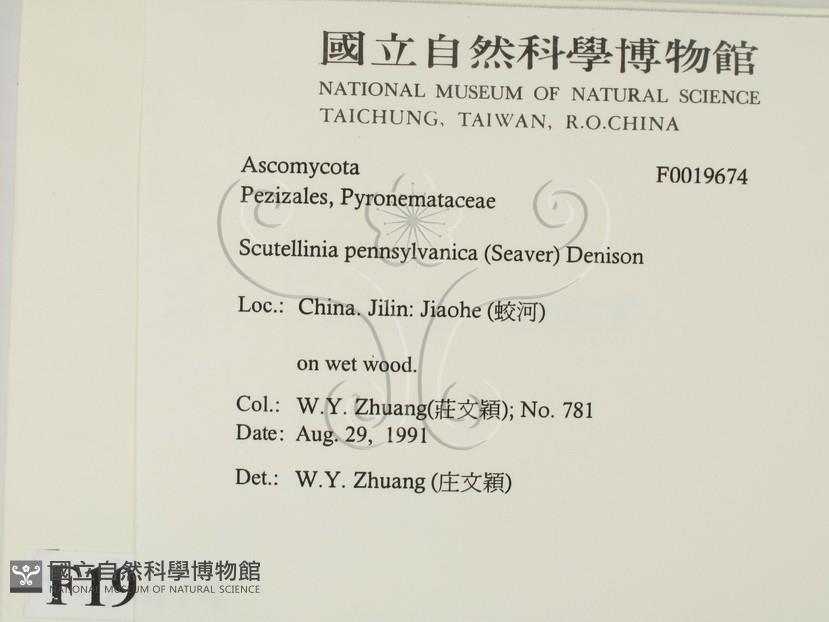 國立自然科學博物館
NATIONAL MUSEUM OF NATURAL SCIENCE
TAICHUNG, TAIWAN, R.O.CHINA
Ascomycota F0019674
Pezizales, Pyronemataceae
Scutellinia pennsylvanica (Seaver) Denison
Loc.: China. Jilin: Jiaohe (蛟河)
on wet wood.
Col.: W.Y. Zhuang(莊文穎); No. 781
Date: Aug. 29, 1991
Det.: W.Y. Zhuang (庄文穎)
國立自然科學博物館
NATIONAL MUSEUM OF NATURAL SCIENCE
F19